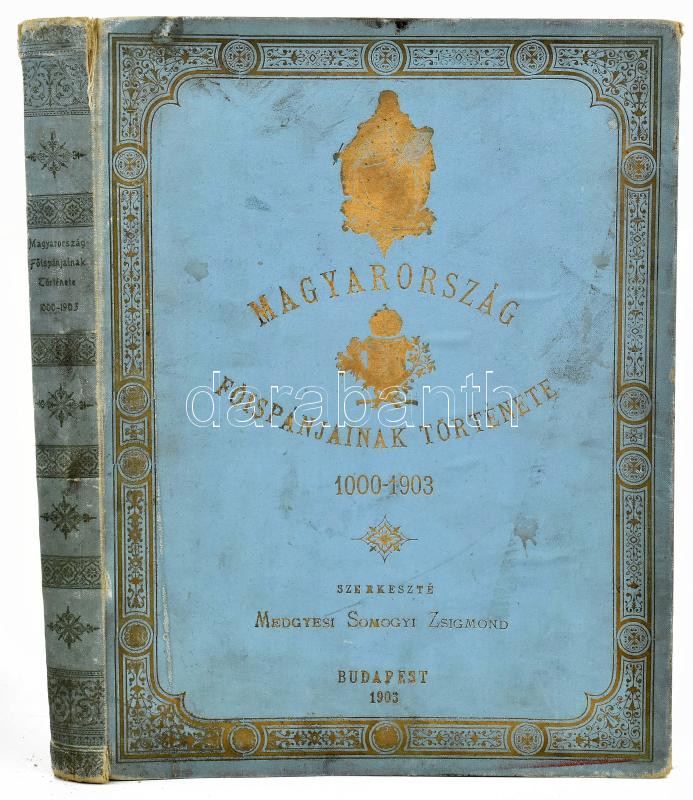 Magyarország
Főispánjainak
Története
1000-1903
MAGYARORSZÁG
FŐISPÁNJAINAK TÖRTÉNETE
1000-1903
SZERKESZTÉ
MEDGYESI SOMOGYI ZSIGMOND
BUDAPEST
1903
darabanth